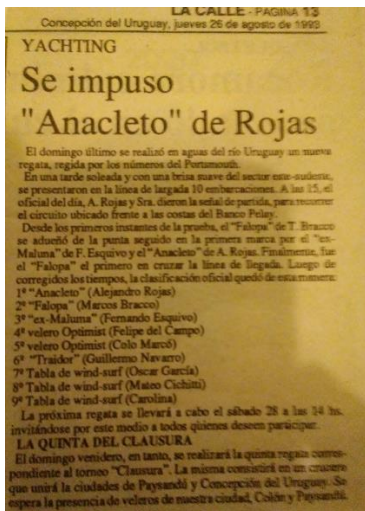 LA CALLE - PAGINA 13
Concepción del Uruguay, jueves 26 de agosto de 1993
YACHTING
Se impuso
"Anacleto" de Rojas
El domingo último se realizó en aguas del río Uruguay un nueva
regata, regida por los números del Portsmouth.
En una tarde soleada y con una brisa suave del sector este-sudeste,
se presentaron en la línea de largada 10 embarcaciones. A las 15, el
oficial del día, A. Rojas y Sra. dieron la señal de partida, para recorrer
el circuito ubicado frente a las costas del Banco Pelay.
Desde los primeros instantes de la prueba, el "Falopa" de T. Bracco
se adueñó de la punta seguido en la primera marca por el "ex-
Maluma" de F. Esquivo y el "Anacleto" de A. Rojas. Finalmente, fue
el "Falopa" el primero en cruzar la línea de llegada. Luego de
corregidos los tiempos, la clasificación oficial quedó de esta manera:
1º "Anacleto" (Alejandro Rojas)
2º "Falopa" (Marcos Bracco)
3º "ex-Maluma" (Fernando Esquivo)
4º velero Optimist (Felipe del Campo)
5º velero Optimist (Colo Marcó)
6º "Traidor" (Guillermo Navarro)
7º Tabla de wind-surf (Oscar García)
8º Tabla de wind-surf (Mateo Cichitti)
9º Tabla de wind-surf (Carolina)
La próxima regata se llevará a cabo el sábado 28 a las 14 hs.
invitándose por este medio a todos quienes deseen participar.
LA QUINTA DEL CLAUSURA
El domingo venidero, en tanto, se realizará la quinta regata corres-
pondiente al torneo "Clausura". La misma consistirá en un crucero
que unirá la ciudades de Paysandú y Concepción del Uruguay. Se
espera la presencia de veleros de nuestra ciudad, Colón y Paysandú.